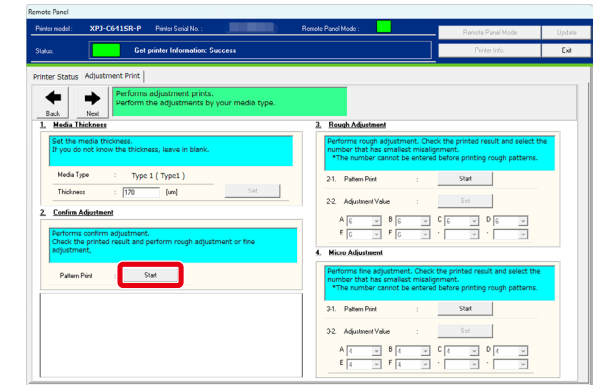 Remote Panel
Printer model : XPJ-C641SR-P Printer Serial No. : Remote Panel Mode :
Remote Panel Mode Update
Status: Get printer Information: Success
Printer Info. Exit
Printer Status Adjustment Print
Back Next
Performs adjustment prints.
Perform the adjustments by your media type.
1. Media Thickness
Set the media thickness.
If you do not know the thickness, leave in blank.
Media Type : Type 1 ( Type1 )
Thickness : 170 [um] Set
2. Confirm Adjustment
Performs confirm adjustment.
Check the printed result and perform rough adjustment or fine
adjustment.
Pattern Print : Start
3. Rough Adjustment
Performs rough adjustment. Check the printed result and select the
number that has smallest misalignment.
*The number cannot be entered before printing rough patterns.
2-1. Pattern Print : Start
2-2. Adjustment Value : Set
A 6 B 6 C 6 D 6
E 6 F 6 - -
4. Micro Adjustment
Performs fine adjustment. Check the printed result and select the
number that has smallest misalignment.
*The number cannot be entered before printing rough patterns.
3-1. Pattern Print : Start
3-2. Adjustment Value : Set
A 4 B 4 C 4 D 4
E 4 F 4 - -